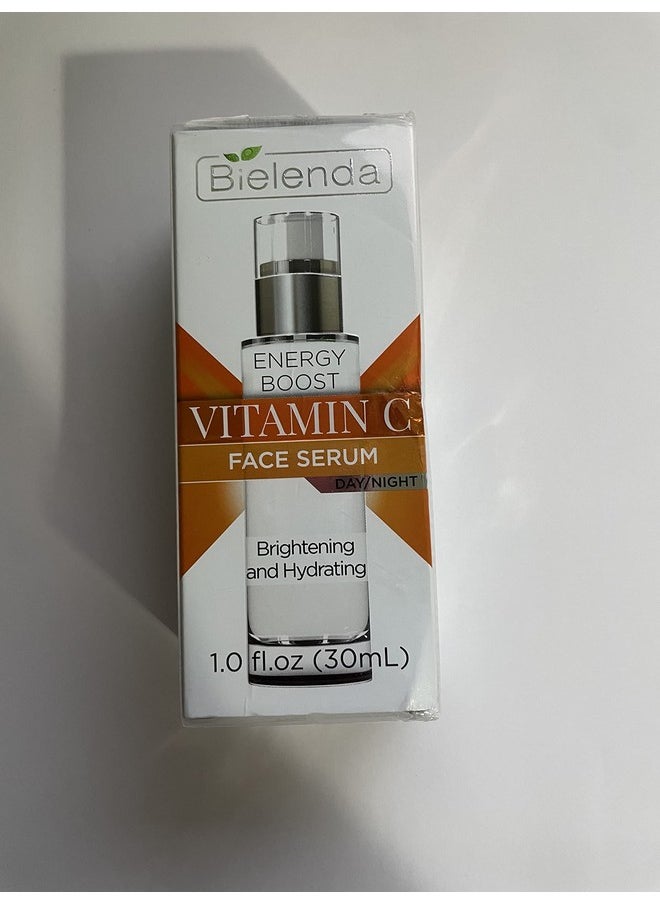 Bielenda
ENERGY
BOOST
VITAMIN C
FACE SERUM
DAY/NIGHT
Brightening
and Hydrating
1.0 fl.oz (30mL)